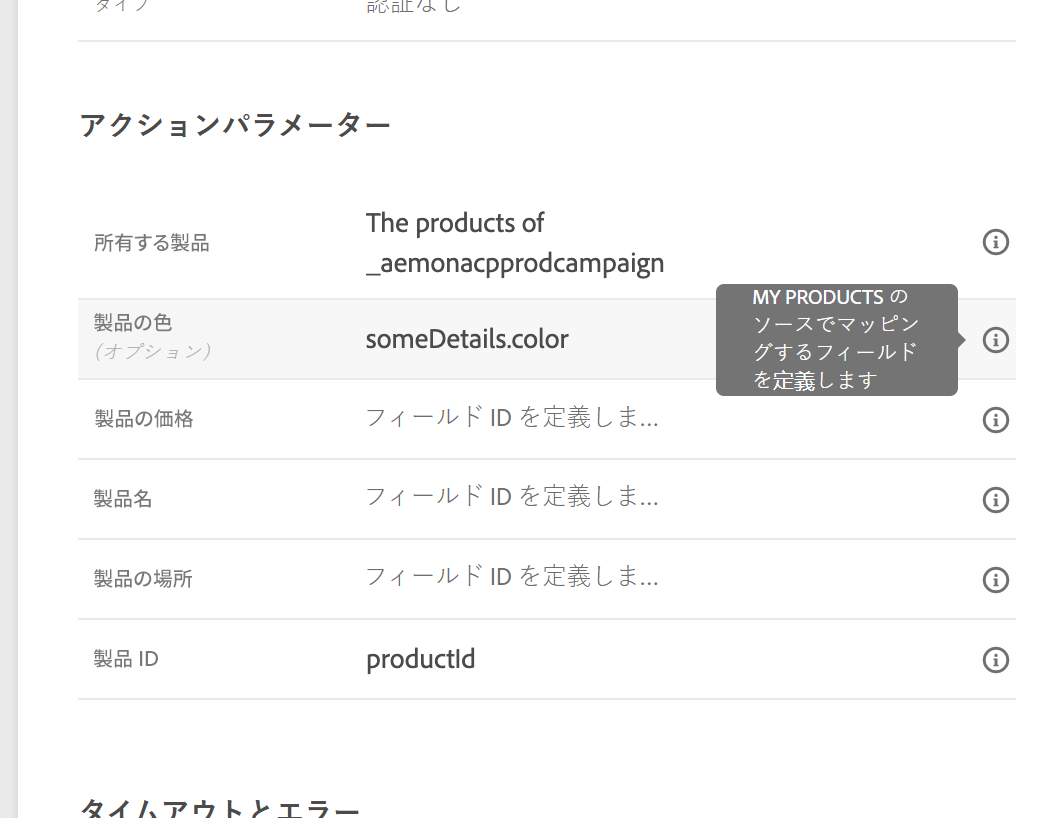 タイプ
認証なし
アクションパラメーター
所有する製品
The products of
_aemonacpprodcampaign
製品の色
(オプション)
someDetails.color
MY PRODUCTS の
ソースでマッピン
グするフィールド
を定義します
製品の価格
フィールド ID を定義しま...
製品名
フィールド ID を定義しま...
製品の場所
フィールド ID を定義しま...
製品 ID
productId
タイムアウトとエラー